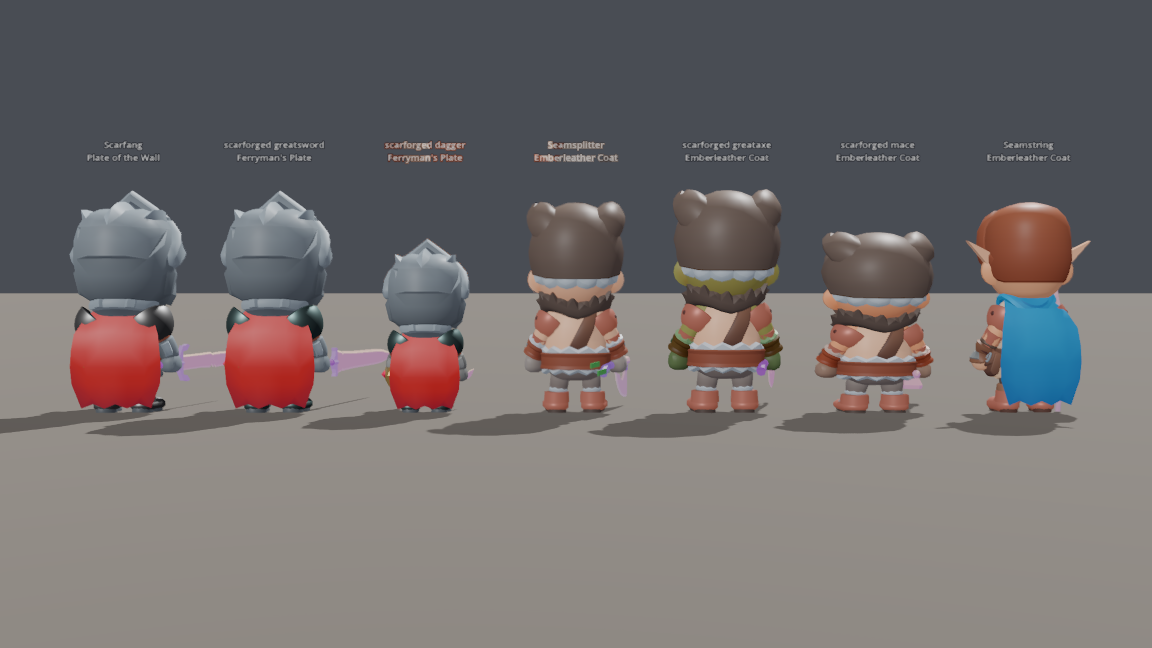 Scarfang
Plate of the Wall
scarforged greatsword
Ferryman's Plate
scarforged dagger
Ferryman's Plate
Seamsplitter
Emberleather Coat
scarforged greataxe
Emberleather Coat
scarforged mace
Emberleather Coat
Seamstring
Emberleather Coat